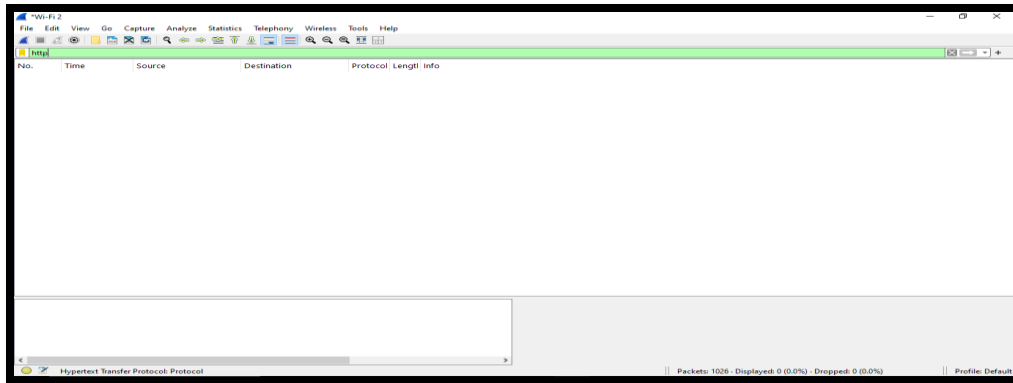 *Wi-Fi 2
File Edit View Go Capture Analyze Statistics Telephony Wireless Tools Help
http
No. Time Source Destination Protocol Lengtl Info
Hypertext Transfer Protocol: Protocol Packets: 1026 · Displayed: 0 (0.0%) · Dropped: 0 (0.0%) Profile: Default